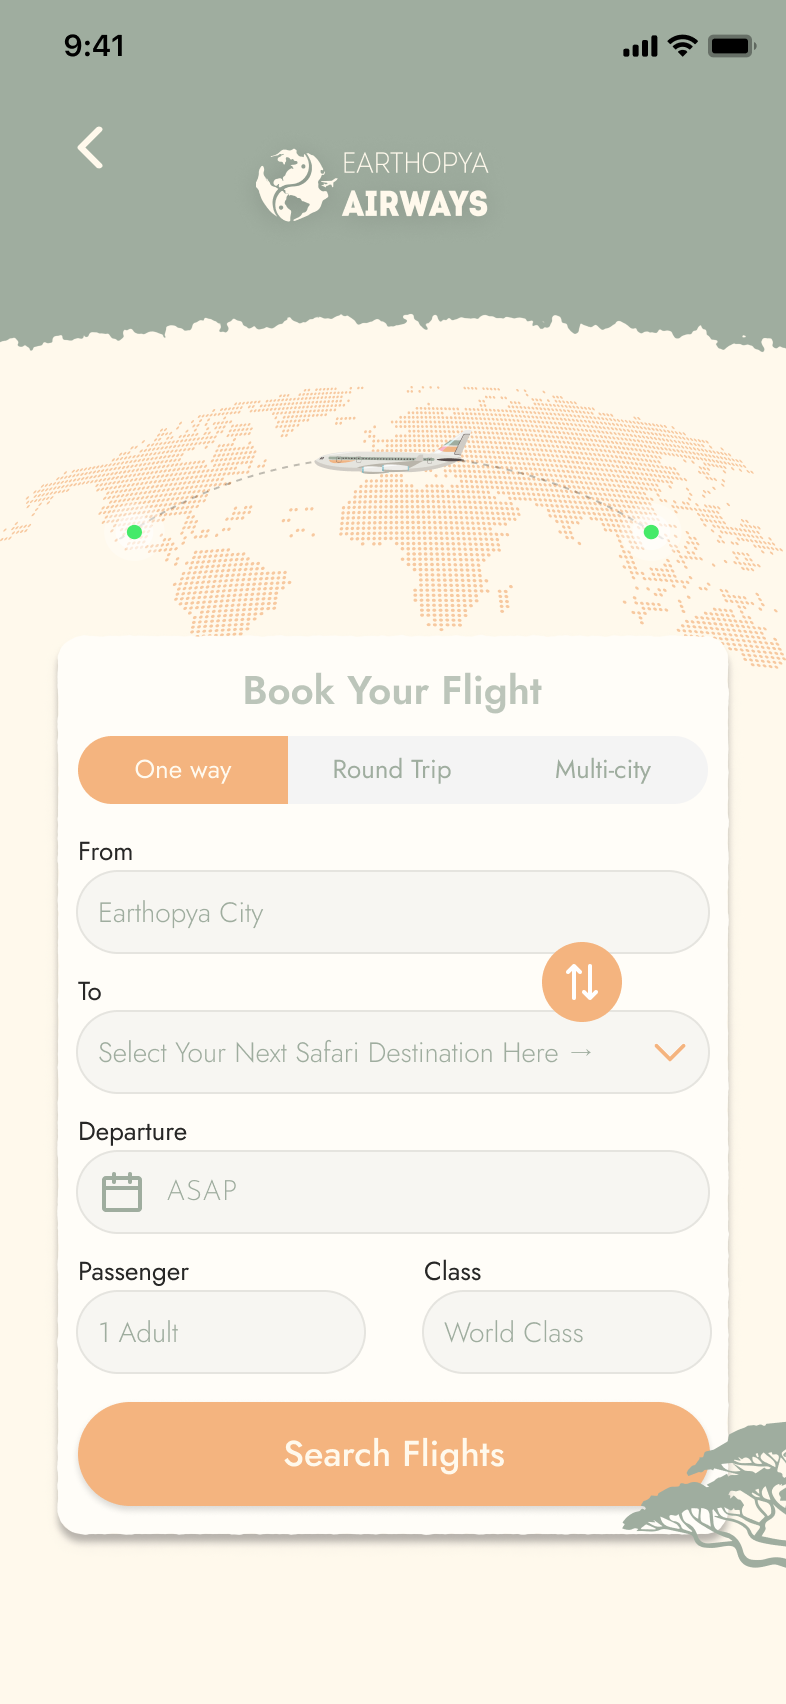 9:41
EARTHOPYA
AIRWAYS
Book Your Flight
One way Round Trip Multi-city
From
Earthopya City
To
Select Your Next Safari Destination Here →
Departure
ASAP
Passenger Class
1 Adult World Class
Search Flights